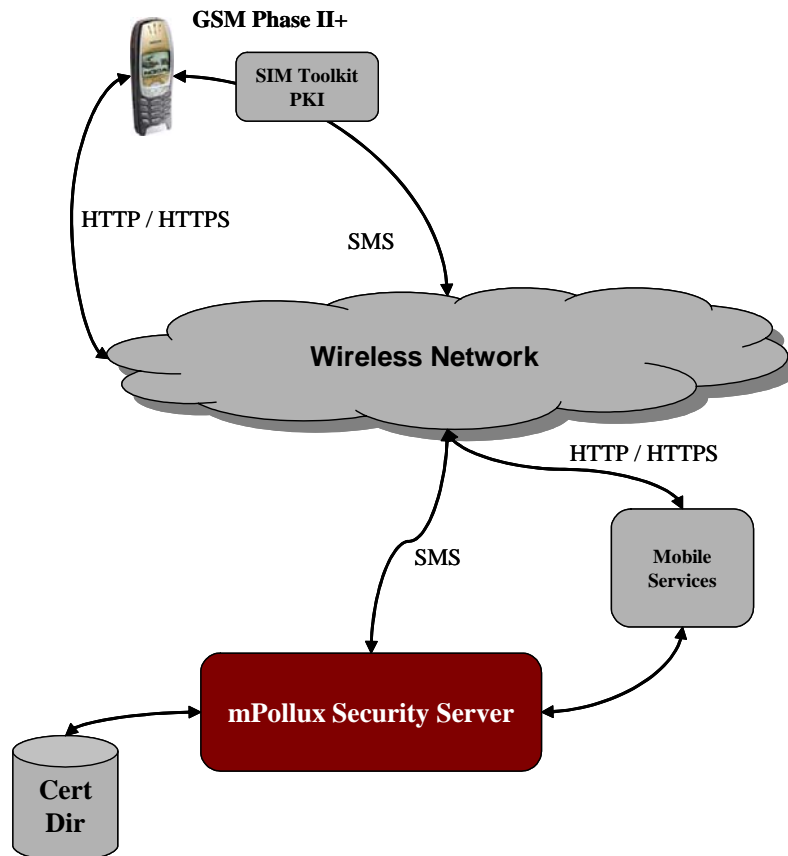 GSM Phase II+
SIM Toolkit
PKI
NOKIA
HTTP / HTTPS
SMS
Wireless Network
HTTP / HTTPS
SMS
Mobile
Services
mPollux Security Server
Cert
Dir